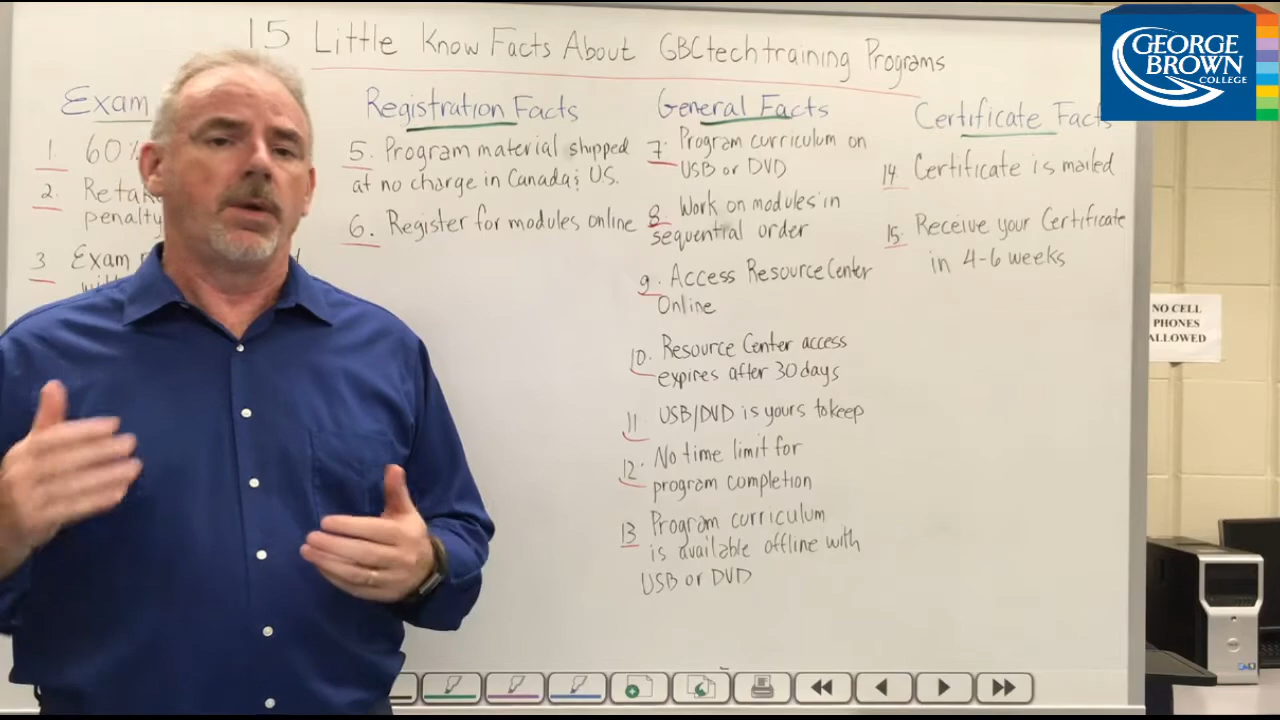 15 Little Know Facts About GBCtechtraining Programs
Exam
1. 60%
2. Retak
penalty
3 Exam
Registration Facts
5. Program material shipped
at no charge in Canada & US.
6. Register for modules online
General Facts
7. Program curriculum on
USB or DVD
8. Work on modules in
sequential order
9. Access Resource Center
Online
10. Resource Center access
expires after 30 days
11. USB/DVD is yours to keep
12. No time limit for
program completion
13 Program curriculum
is available offline with
USB or DVD
Certificate Facts
14. Certificate is mailed
15. Receive your Certificate
in 4-6 weeks
GEORGE
BROWN
COLLEGE
NO CELL
PHONES
ALLOWED